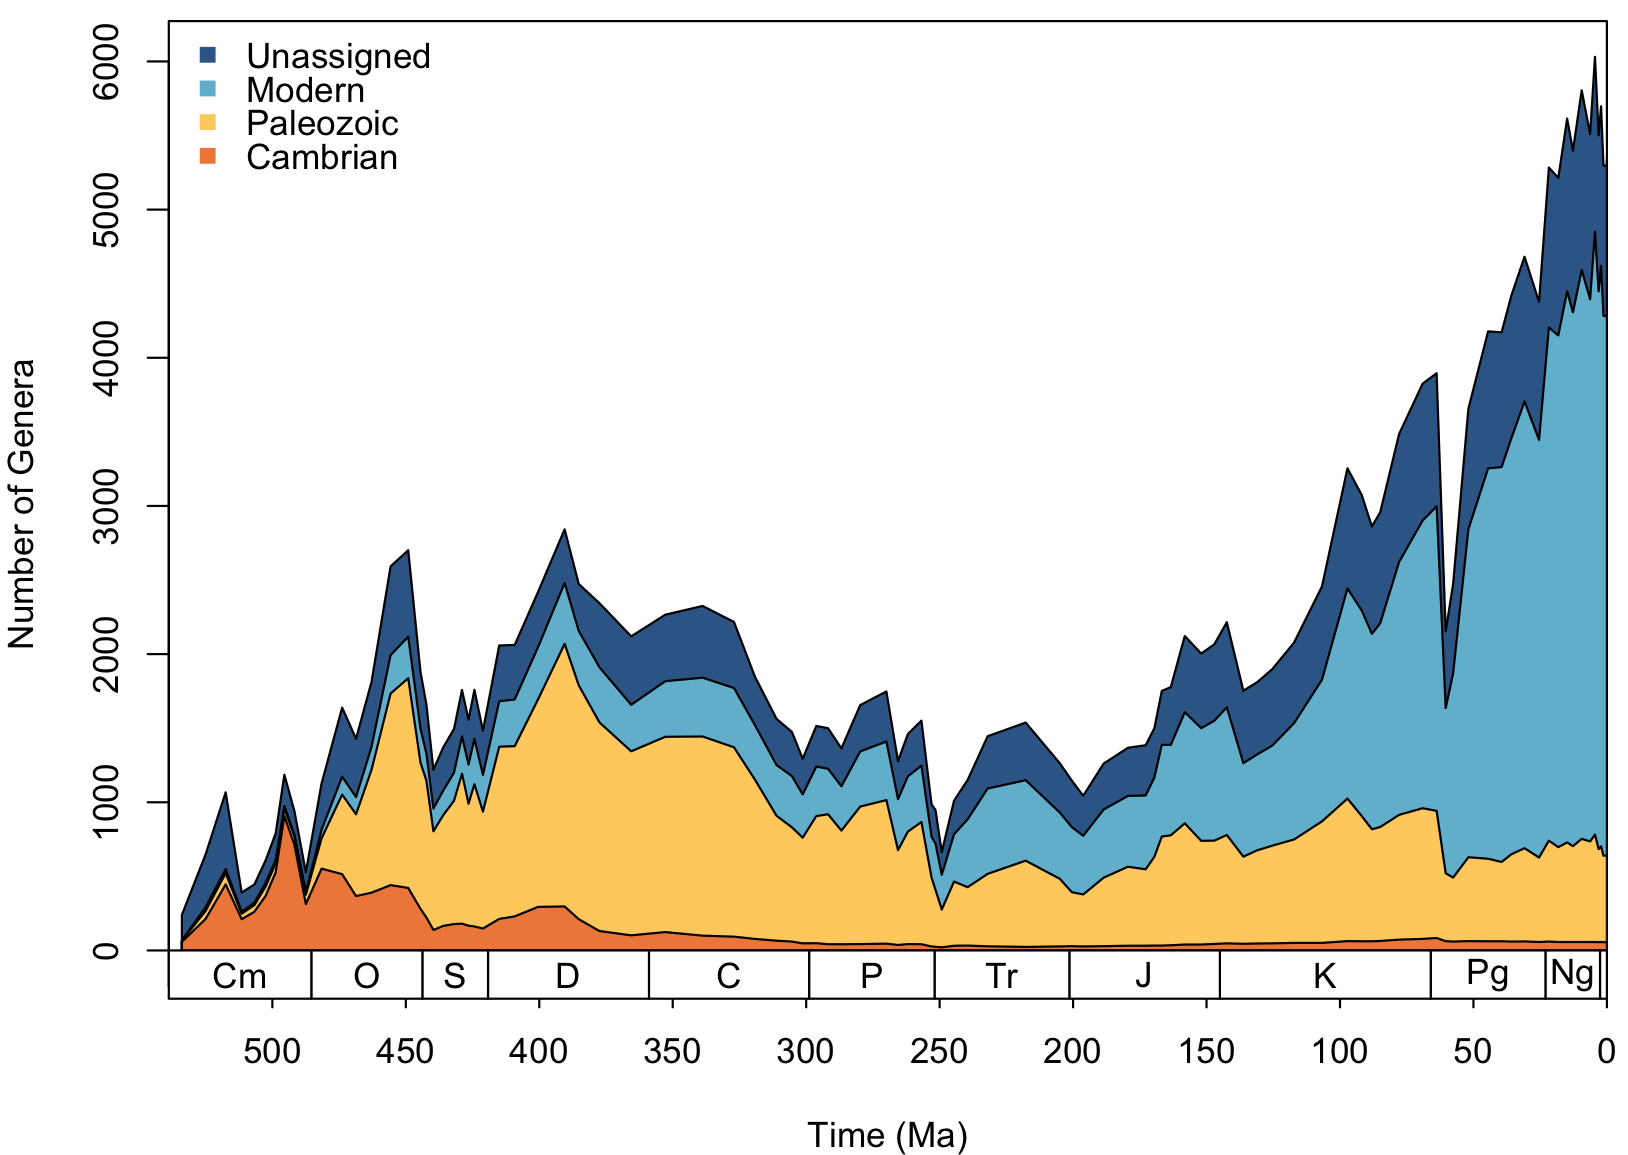 Unassigned
Modern
Paleozoic
Cambrian
Number of Genera
6000
5000
4000
3000
2000
1000
0
Cm O S D C P Tr J K Pg Ng
500 450 400 350 300 250 200 150 100 50 0
Time (Ma)